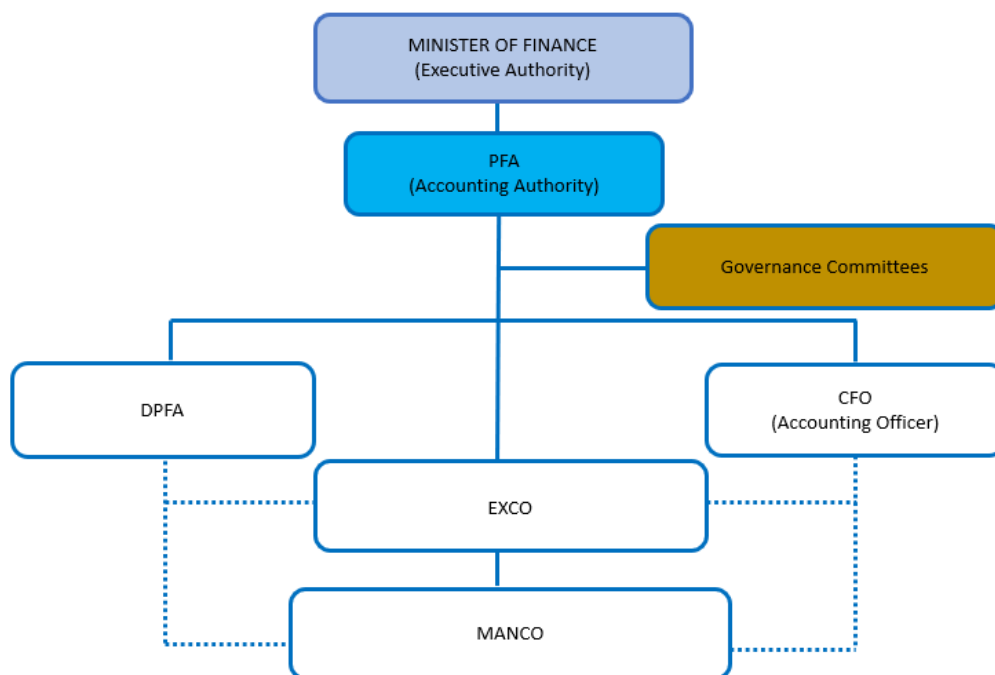 MINISTER OF FINANCE
(Executive Authority)
PFA
(Accounting Authority)
Governance Committees
DPFA
CFO
(Accounting Officer)
EXCO
MANCO